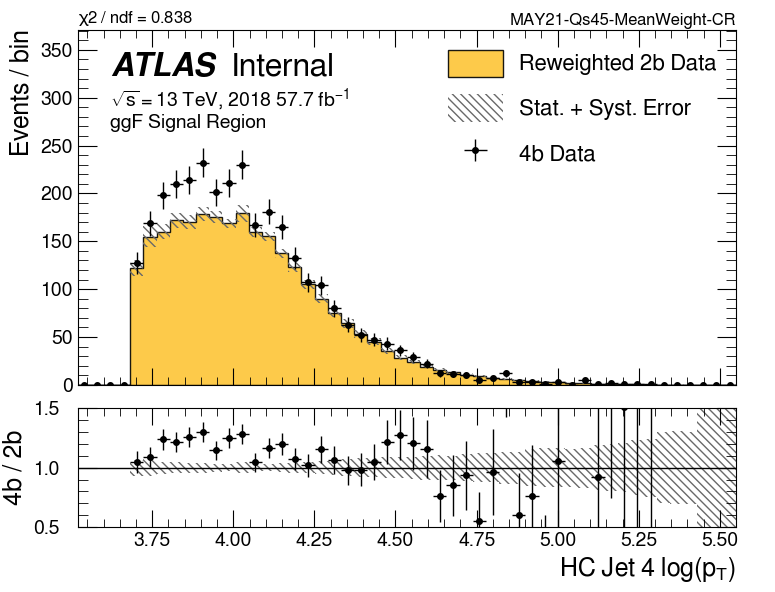 χ2 / ndf = 0.838
MAY21-Qs45-MeanWeight-CR
Events / bin
350
300
250
200
150
100
50
0
ATLAS Internal
√s = 13 TeV, 2018 57.7 fb−1
ggF Signal Region
Reweighted 2b Data
Stat. + Syst. Error
4b Data
4b / 2b
1.5
1.0
0.5
3.75 4.00 4.25 4.50 4.75 5.00 5.25 5.50
HC Jet 4 log(pT)